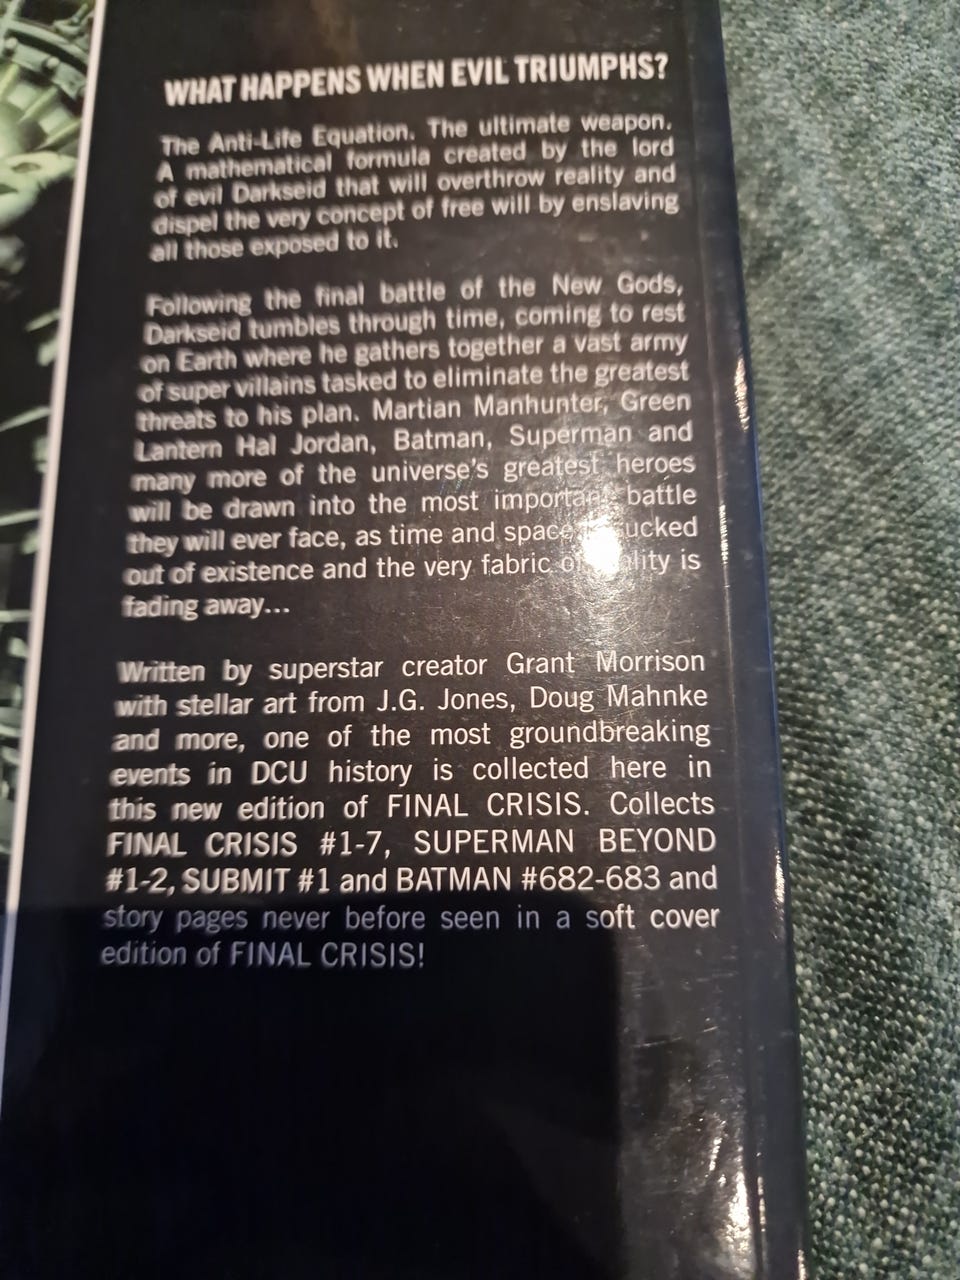 WHAT HAPPENS WHEN EVIL TRIUMPHS?
The Anti-Life Equation. The ultimate weapon.
A mathematical formula created by the lord
of evil Darkseid that will overthrow reality and
dispel the very concept of free will by enslaving
all those exposed to it.
Following the final battle of the New Gods,
Darkseid tumbles through time, coming to rest
on Earth where he gathers together a vast army
of super villains tasked to eliminate the greatest
threats to his plan. Martian Manhunter, Green
Lantern Hal Jordan, Batman, Superman and
many more of the universe's greatest heroes
will be drawn into the most important battle
they will ever face, as time and space
out of existence and the very fabric of is
fading away...
Written by superstar creator Grant Morrison
with stellar art from J.G. Jones, Doug Mahnke
and more, one of the most groundbreaking
events in DCU history is collected here in
this new edition of FINAL CRISIS. Collects
FINAL CRISIS #1-7, SUPERMAN BEYOND
#1-2, SUBMIT #1 and BATMAN #682-683 and
story pages never before seen in a soft cover
edition of FINAL CRISIS!